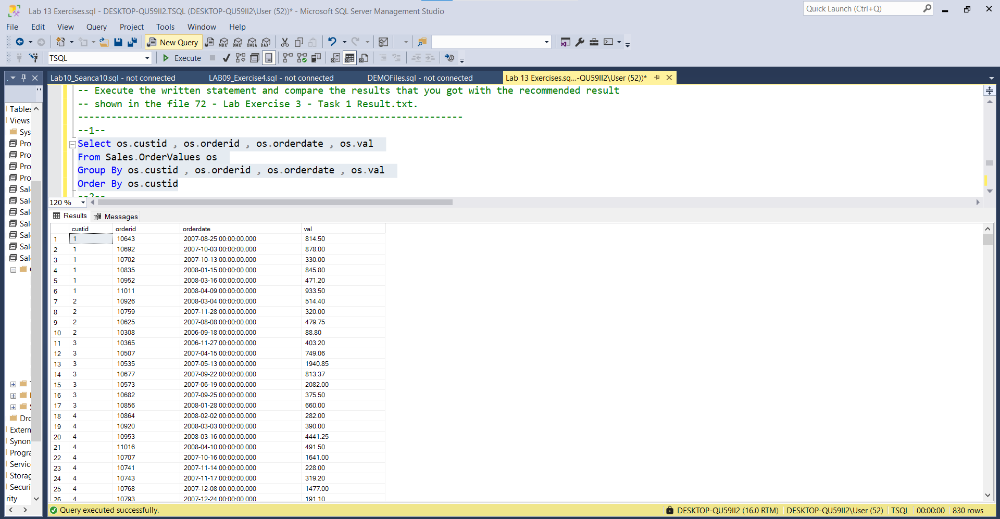 Lab 13 Exercises.sql - DESKTOP-QU59II2.TSQL (DESKTOP-QU59II2\User (52))* - Microsoft SQL Server Management Studio
Quick Launch (Ctrl+Q)
File Edit View Query Project Tools Window Help
New Query MDX DMX XMLA DAX
TSQL Execute
Lab10_Seanca10.sql - not connected LAB09_Exercise4.sql - not connected DEMOFiles.sql - not connected Lab 13 Exercises.sq...-QU59II2\User (52))*
-- Execute the written statement and compare the results that you got with the recommended result
-- shown in the file 72 - Lab Exercise 3 - Task 1 Result.txt.
---------------------------------------------------------------------
--1--
Select os.custid , os.orderid , os.orderdate , os.val
From Sales.OrderValues os
Group By os.custid , os.orderid , os.orderdate , os.val
Order By os.custid
--2--
120 %
Tables
Views
Sys
Pro
Pro
Pro
Pro
Sal
Sal
Sal
Sal
Sal
Sal
Sal
Dro
Extern
Synon
Progra
Servic
Storag
Securi
rity
Results Messages
custid orderid orderdate val
1 1 10643 2007-08-25 00:00:00.000 814.50
2 1 10692 2007-10-03 00:00:00.000 878.00
3 1 10702 2007-10-13 00:00:00.000 330.00
4 1 10835 2008-01-15 00:00:00.000 845.80
5 1 10952 2008-03-16 00:00:00.000 471.20
6 1 11011 2008-04-09 00:00:00.000 933.50
7 2 10926 2008-03-04 00:00:00.000 514.40
8 2 10759 2007-11-28 00:00:00.000 320.00
9 2 10625 2007-08-08 00:00:00.000 479.75
10 2 10308 2006-09-18 00:00:00.000 88.80
11 3 10365 2006-11-27 00:00:00.000 403.20
12 3 10507 2007-04-15 00:00:00.000 749.06
13 3 10535 2007-05-13 00:00:00.000 1940.85
14 3 10677 2007-09-22 00:00:00.000 813.37
15 3 10573 2007-06-19 00:00:00.000 2082.00
16 3 10682 2007-09-25 00:00:00.000 375.50
17 3 10856 2008-01-28 00:00:00.000 660.00
18 4 10864 2008-02-02 00:00:00.000 282.00
19 4 10920 2008-03-03 00:00:00.000 390.00
20 4 10953 2008-03-16 00:00:00.000 4441.25
21 4 11016 2008-04-10 00:00:00.000 491.50
22 4 10707 2007-10-16 00:00:00.000 1641.00
23 4 10741 2007-11-14 00:00:00.000 228.00
24 4 10743 2007-11-17 00:00:00.000 319.20
25 4 10768 2007-12-08 00:00:00.000 1477.00
26 4 10793 2007-12-24 00:00:00.000 191.10
Query executed successfully.
DESKTOP-QU59II2 (16.0 RTM) DESKTOP-QU59II2\User (52) TSQL 00:00:00 830 rows